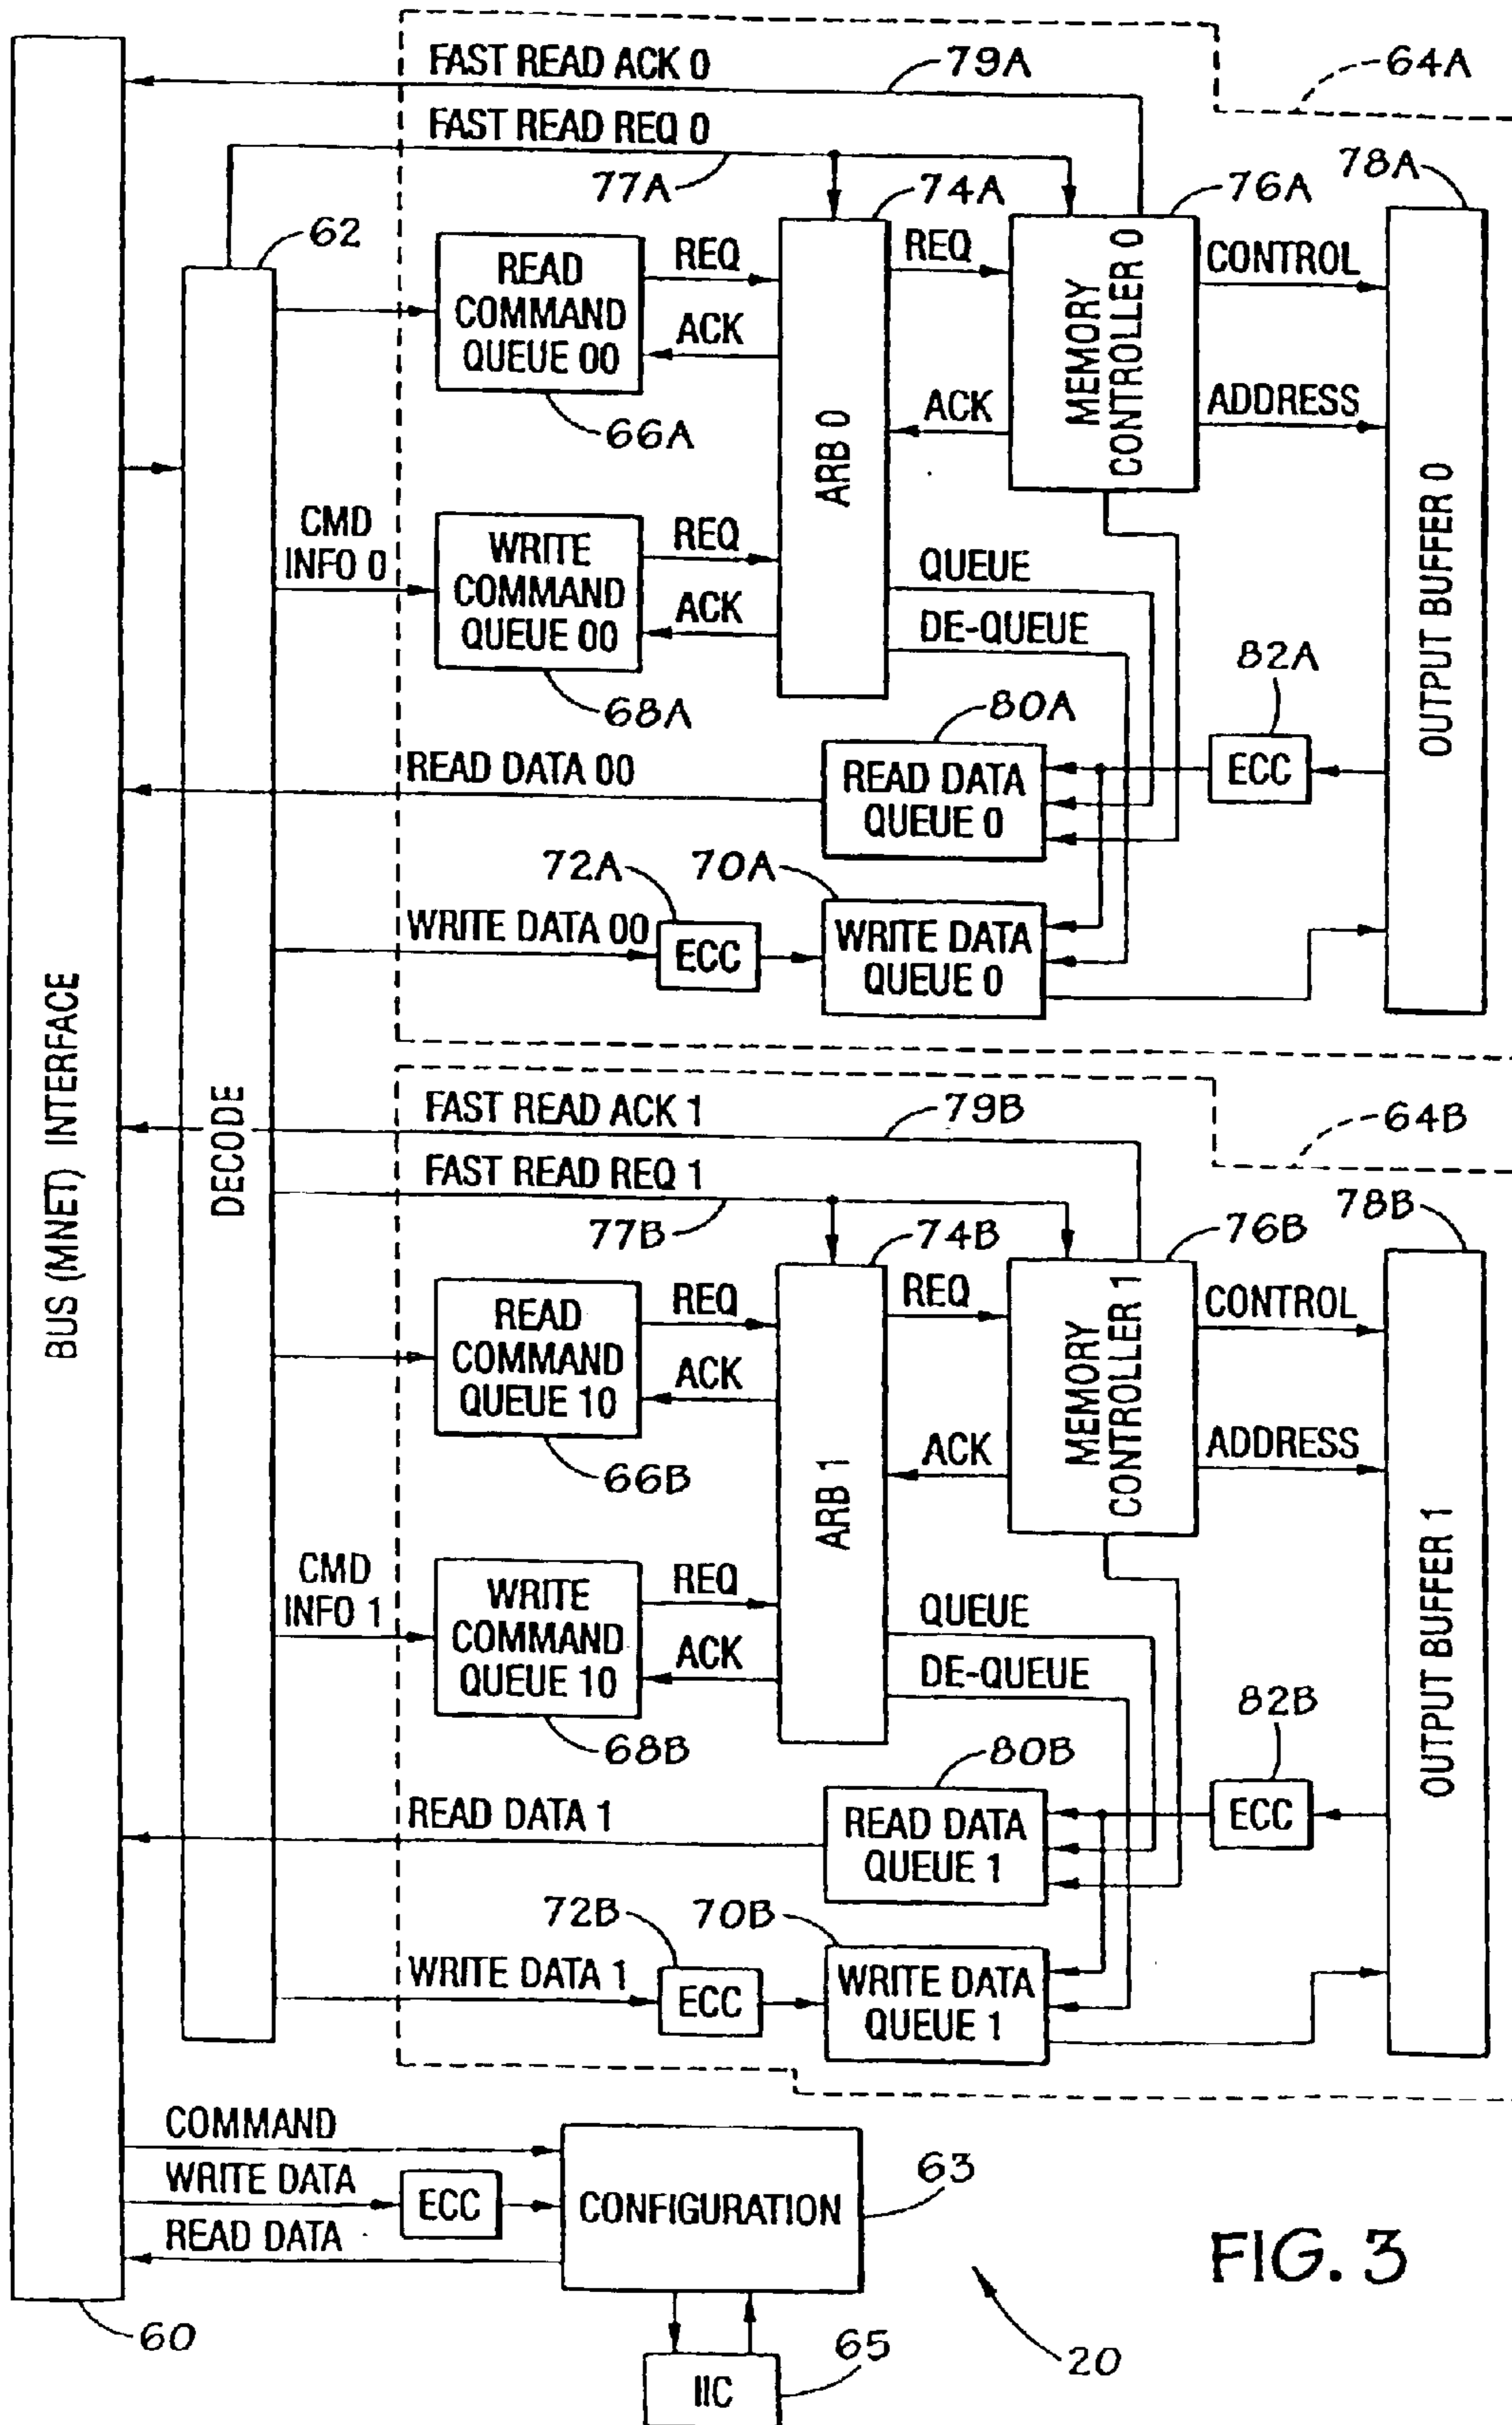 FAST READ ACK 0
79A
64A
FAST READ REQ 0
77A
74A
76A
78A
62
READ
COMMAND
QUEUE 00
REQ
ACK
66A
REQ
ACK
ARB 0
MEMORY
CONTROLLER 0
CONTROL
ADDRESS
OUTPUT BUFFER 0
CMD
INFO 0
WRITE
COMMAND
QUEUE 00
REQ
ACK
68A
QUEUE
DE-QUEUE
82A
80A
READ DATA 00
READ DATA
QUEUE 0
ECC
72A
70A
WRITE DATA 00
ECC
WRITE DATA
QUEUE 0
BUS (MNET) INTERFACE
DECODE
FAST READ ACK 1
79B
64B
FAST READ REQ 1
77B
74B
76B
78B
READ
COMMAND
QUEUE 10
REQ
ACK
66B
REQ
ACK
ARB 1
MEMORY
CONTROLLER 1
CONTROL
ADDRESS
OUTPUT BUFFER 1
CMD
INFO 1
WRITE
COMMAND
QUEUE 10
REQ
ACK
68B
QUEUE
DE-QUEUE
82B
80B
READ DATA 1
READ DATA
QUEUE 1
ECC
72B
70B
WRITE DATA 1
ECC
WRITE DATA
QUEUE 1
COMMAND
WRITE DATA
ECC
READ DATA
CONFIGURATION
63
60
65
IIC
20
FIG. 3